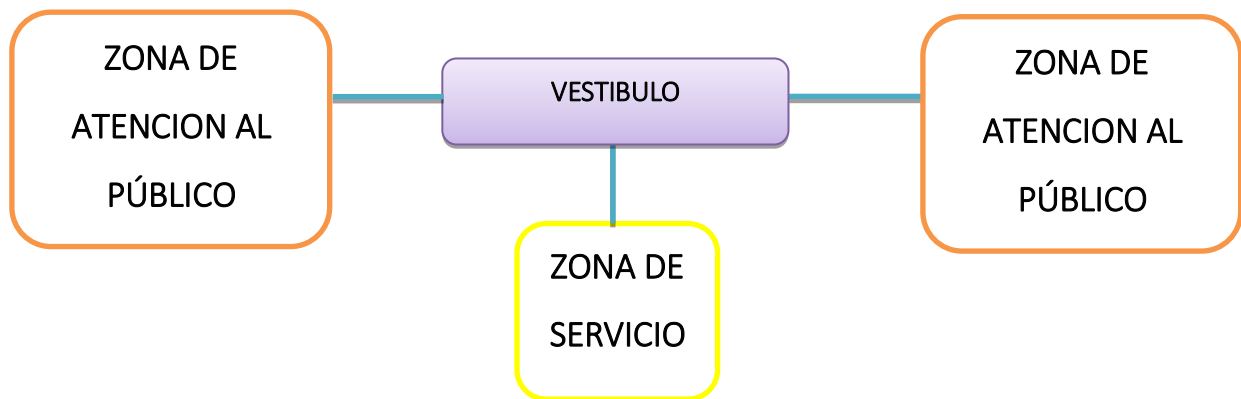 ZONA DE
ATENCION AL
PÚBLICO
VESTIBULO
ZONA DE
ATENCION AL
PÚBLICO
ZONA DE
SERVICIO